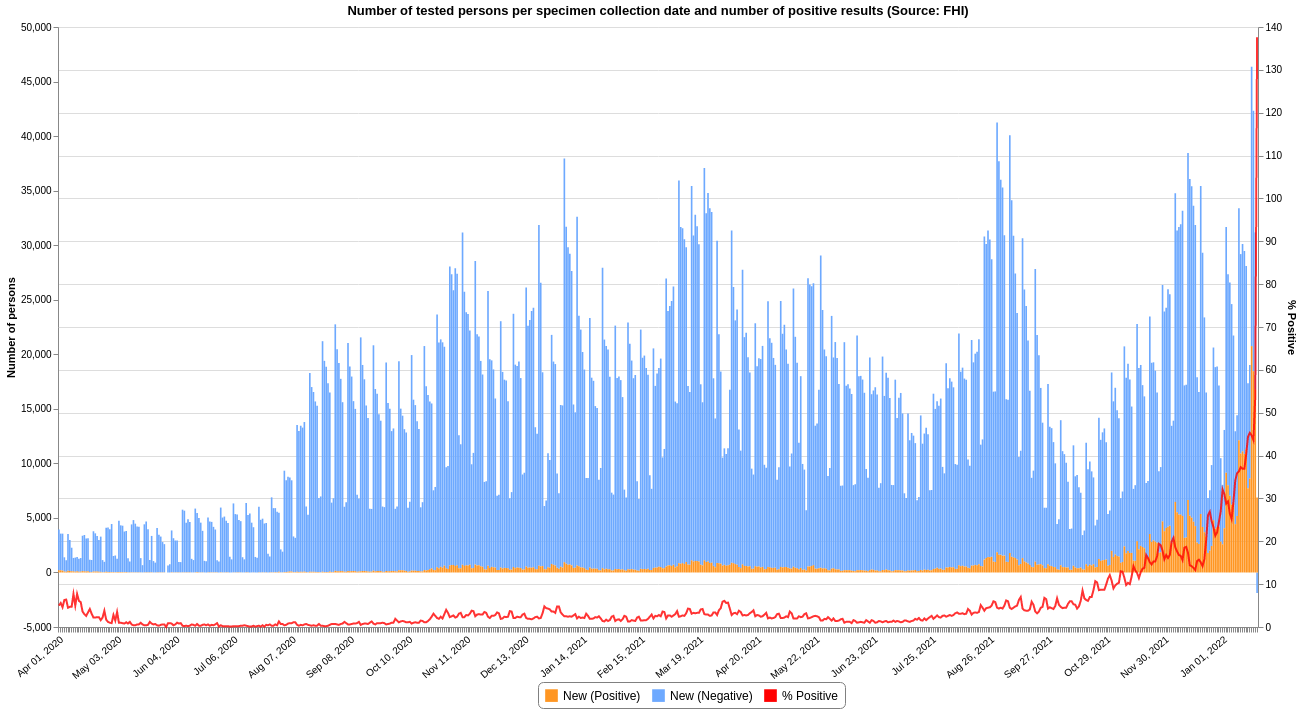 Number of tested persons per specimen collection date and number of positive results (Source: FHI)
50,000
45,000
40,000
35,000
30,000
25,000
20,000
15,000
10,000
5,000
0
-5,000
Number of persons
140
130
120
110
100
90
80
70
60
50
40
30
20
10
0
% Positive
Apr 01, 2020
May 03, 2020
Jun 04, 2020
Jul 06, 2020
Aug 07, 2020
Sep 08, 2020
Oct 10, 2020
Nov 11, 2020
Dec 13, 2020
Jan 14, 2021
Feb 15, 2021
Mar 19, 2021
Apr 20, 2021
May 22, 2021
Jun 23, 2021
Jul 25, 2021
Aug 26, 2021
Sep 27, 2021
Oct 29, 2021
Nov 30, 2021
Jan 01, 2022
New (Positive) New (Negative) % Positive